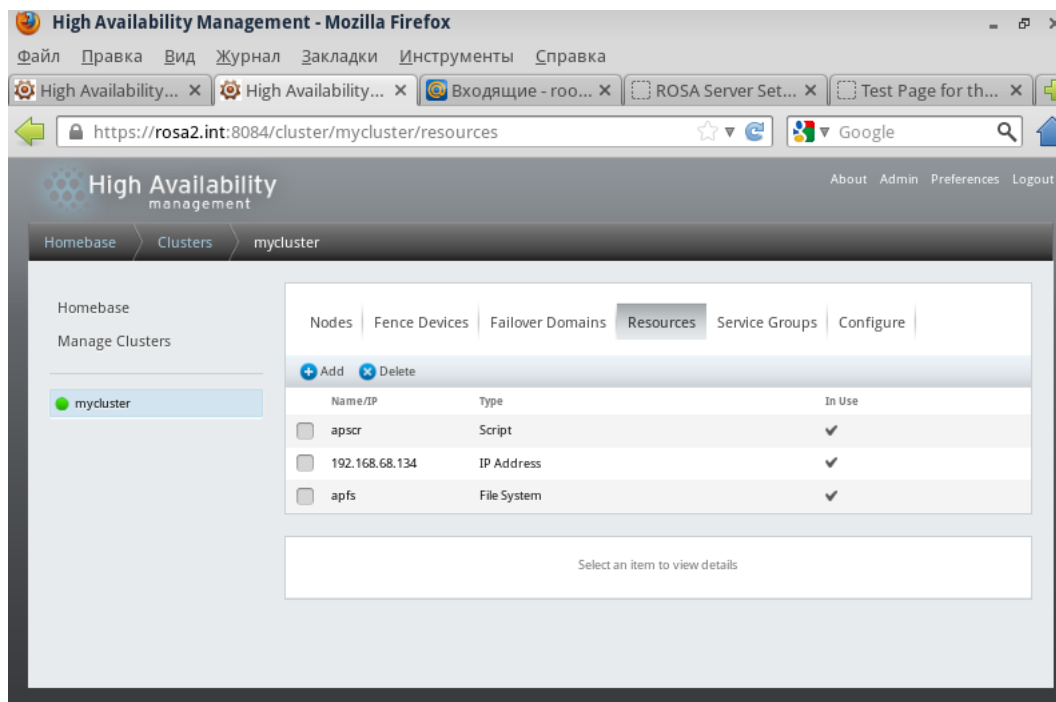 High Availability Management - Mozilla Firefox
Файл Правка Вид Журнал Закладки Инструменты Справка
High Availability... High Availability... Входящие - roo... ROSA Server Set... Test Page for th...
https://rosa2.int:8084/cluster/mycluster/resources Google
High Availability
management
About Admin Preferences Logout
Homebase Clusters mycluster
Homebase
Manage Clusters
mycluster
Nodes Fence Devices Failover Domains Resources Service Groups Configure
Add Delete
Name/IP Type In Use
apscr Script
192.168.68.134 IP Address
apfs File System
Select an item to view details